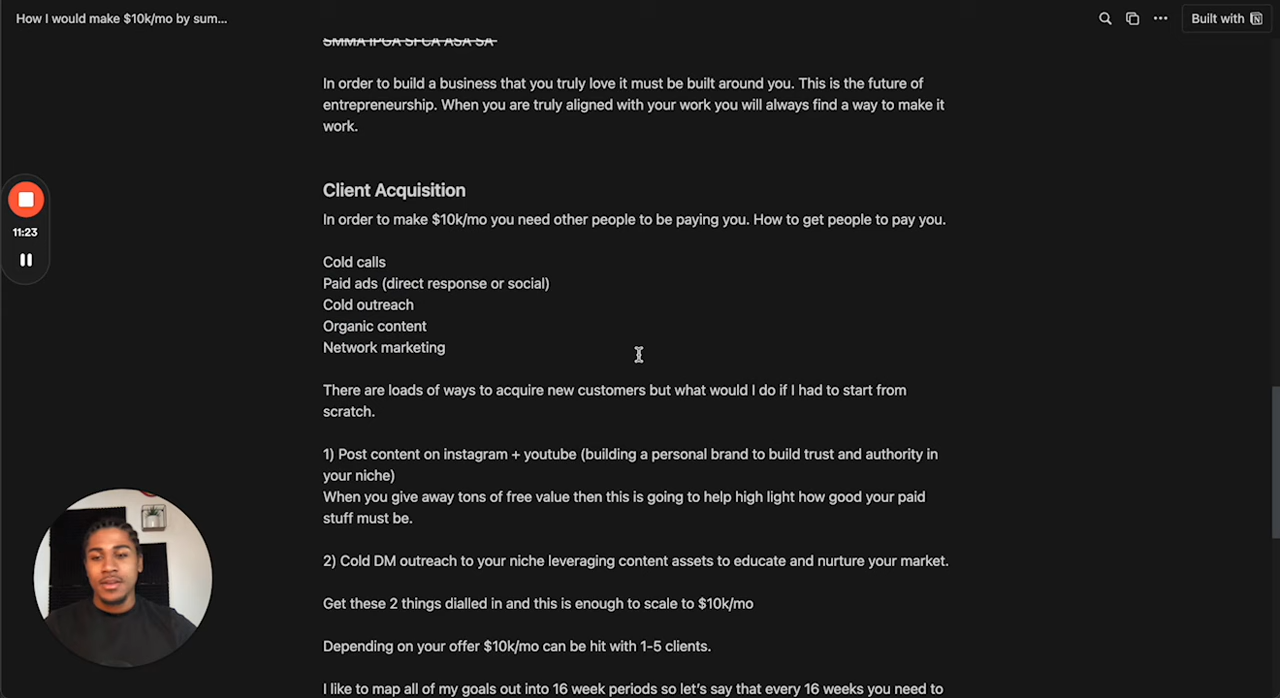 How I would make $10k/mo by sum...
Built with
SMMA IPGA SFCA ASA SA
In order to build a business that you truly love it must be built around you. This is the future of
entrepreneurship. When you are truly aligned with your work you will always find a way to make it
work.
Client Acquisition
In order to make $10k/mo you need other people to be paying you. How to get people to pay you.
11:23
Cold calls
Paid ads (direct response or social)
Cold outreach
Organic content
Network marketing
There are loads of ways to acquire new customers but what would I do if I had to start from
scratch.
1) Post content on instagram + youtube (building a personal brand to build trust and authority in
your niche)
When you give away tons of free value then this is going to help high light how good your paid
stuff must be.
2) Cold DM outreach to your niche leveraging content assets to educate and nurture your market.
Get these 2 things dialled in and this is enough to scale to $10k/mo
Depending on your offer $10k/mo can be hit with 1-5 clients.
I like to map all of my goals out into 16 week periods so let's say that every 16 weeks you need to